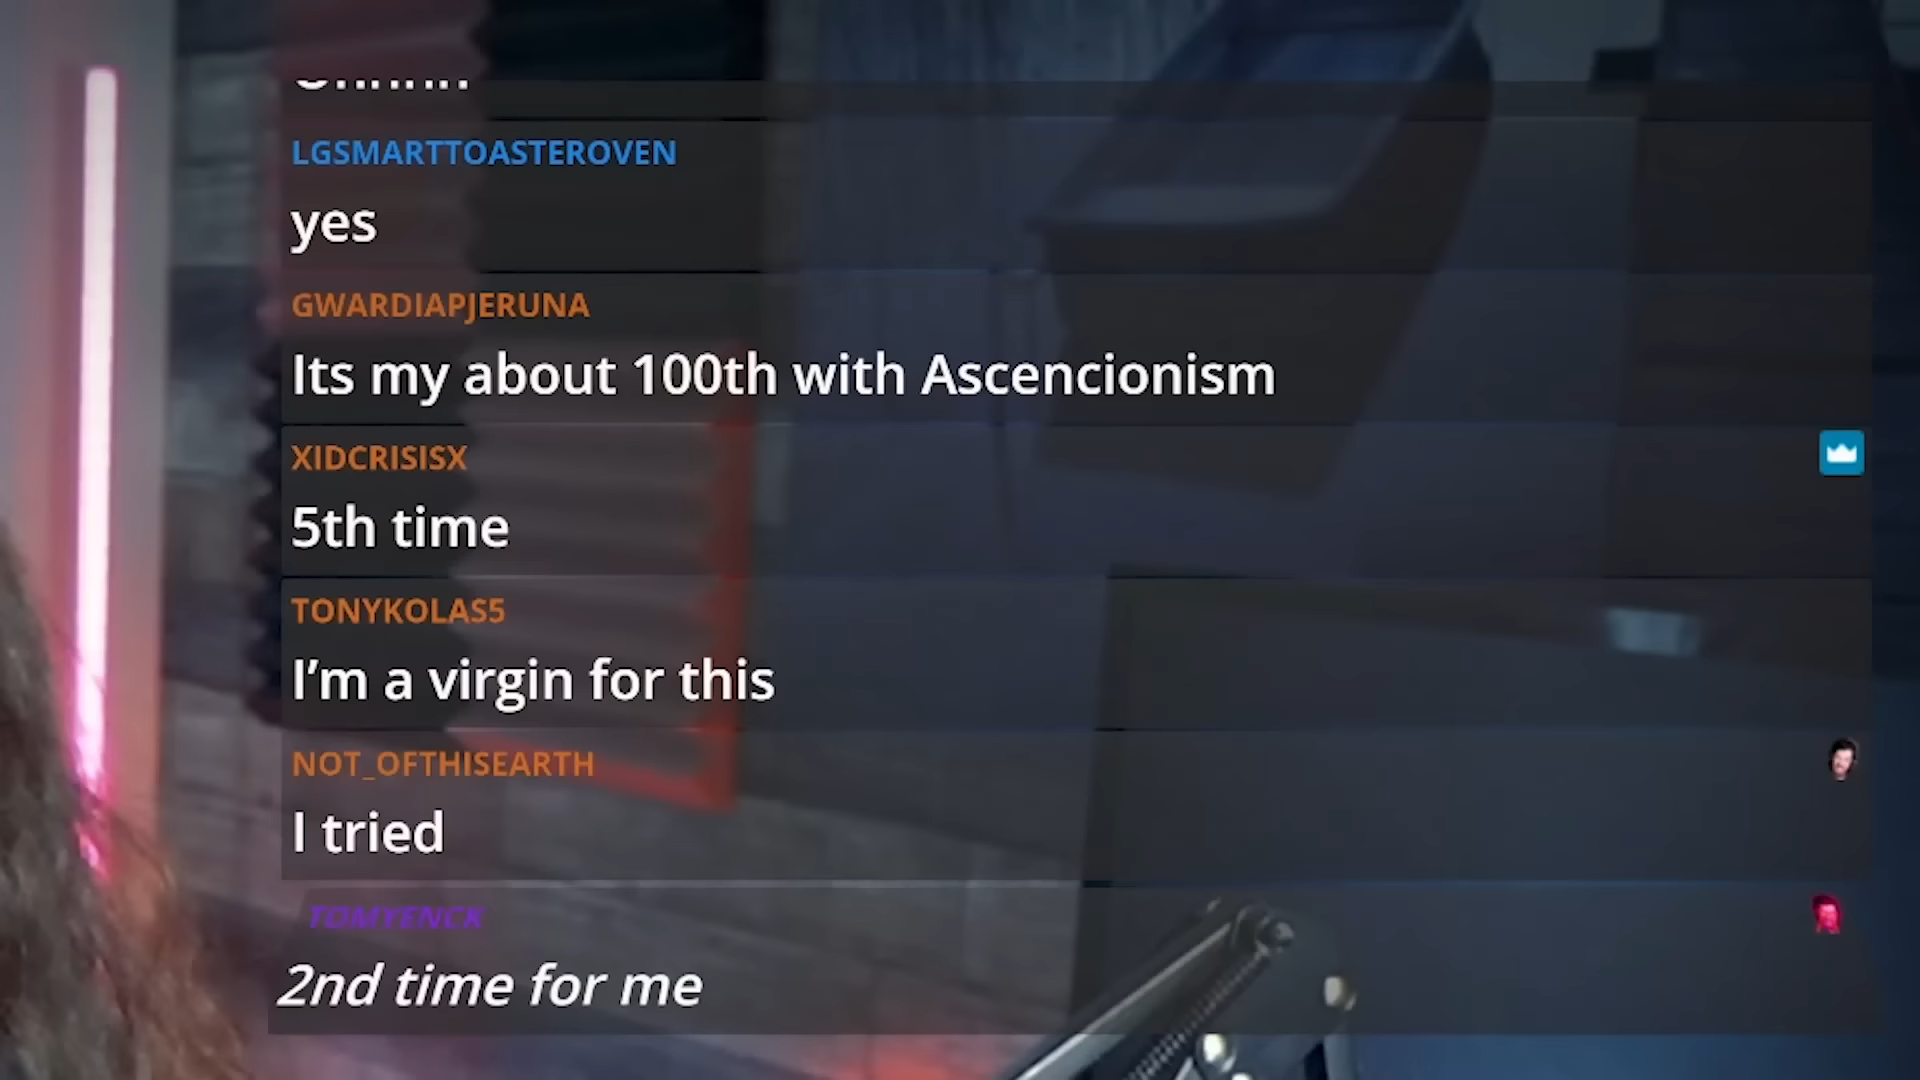 LGSMARTTOASTEROVEN
yes
GWARDIAPJERUNA
Its my about 100th with Ascencionism
XIDCRISISX
5th time
TONYKOLAS5
I'm a virgin for this
NOT_OFTHISEARTH
I tried
TOMYENCK
2nd time for me